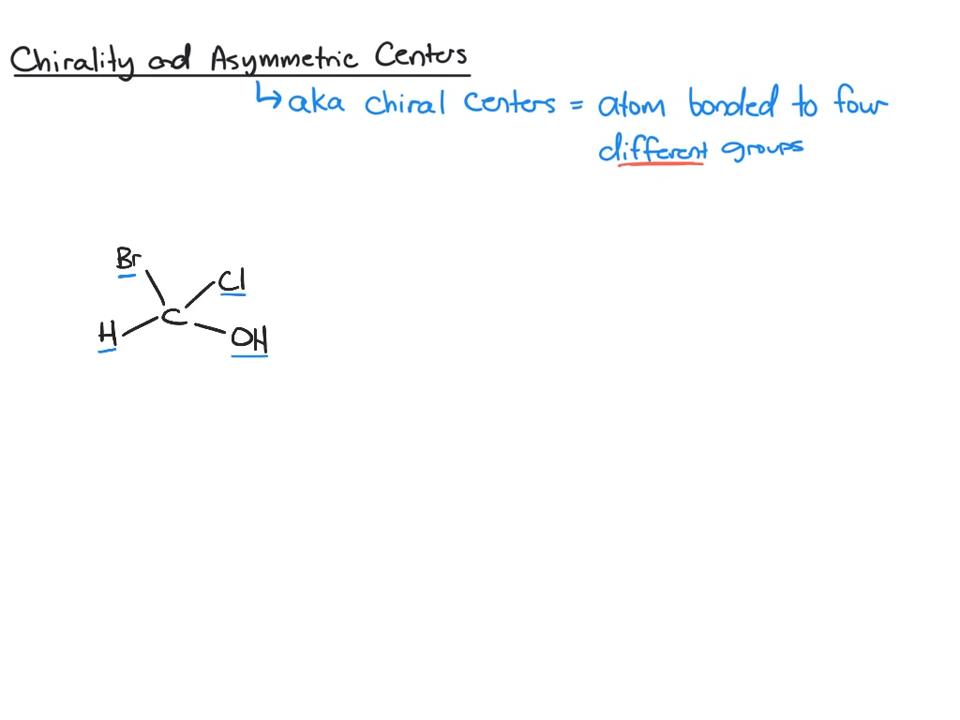 Chirality and Asymmetric Centers
↳ aka chiral centers = atom bonded to four
different groups
Br
Cl
C
H
OH